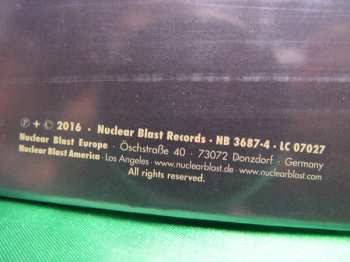 ℗ + © 2016 · Nuclear Blast Records · NB 3687-4 · LC 07027
Nuclear Blast Europe · Öschstraße 40 · 73072 Donzdorf · Germany
Nuclear Blast America · Los Angeles · www.nuclearblast.de · www.nuclearblast.com
All rights reserved.